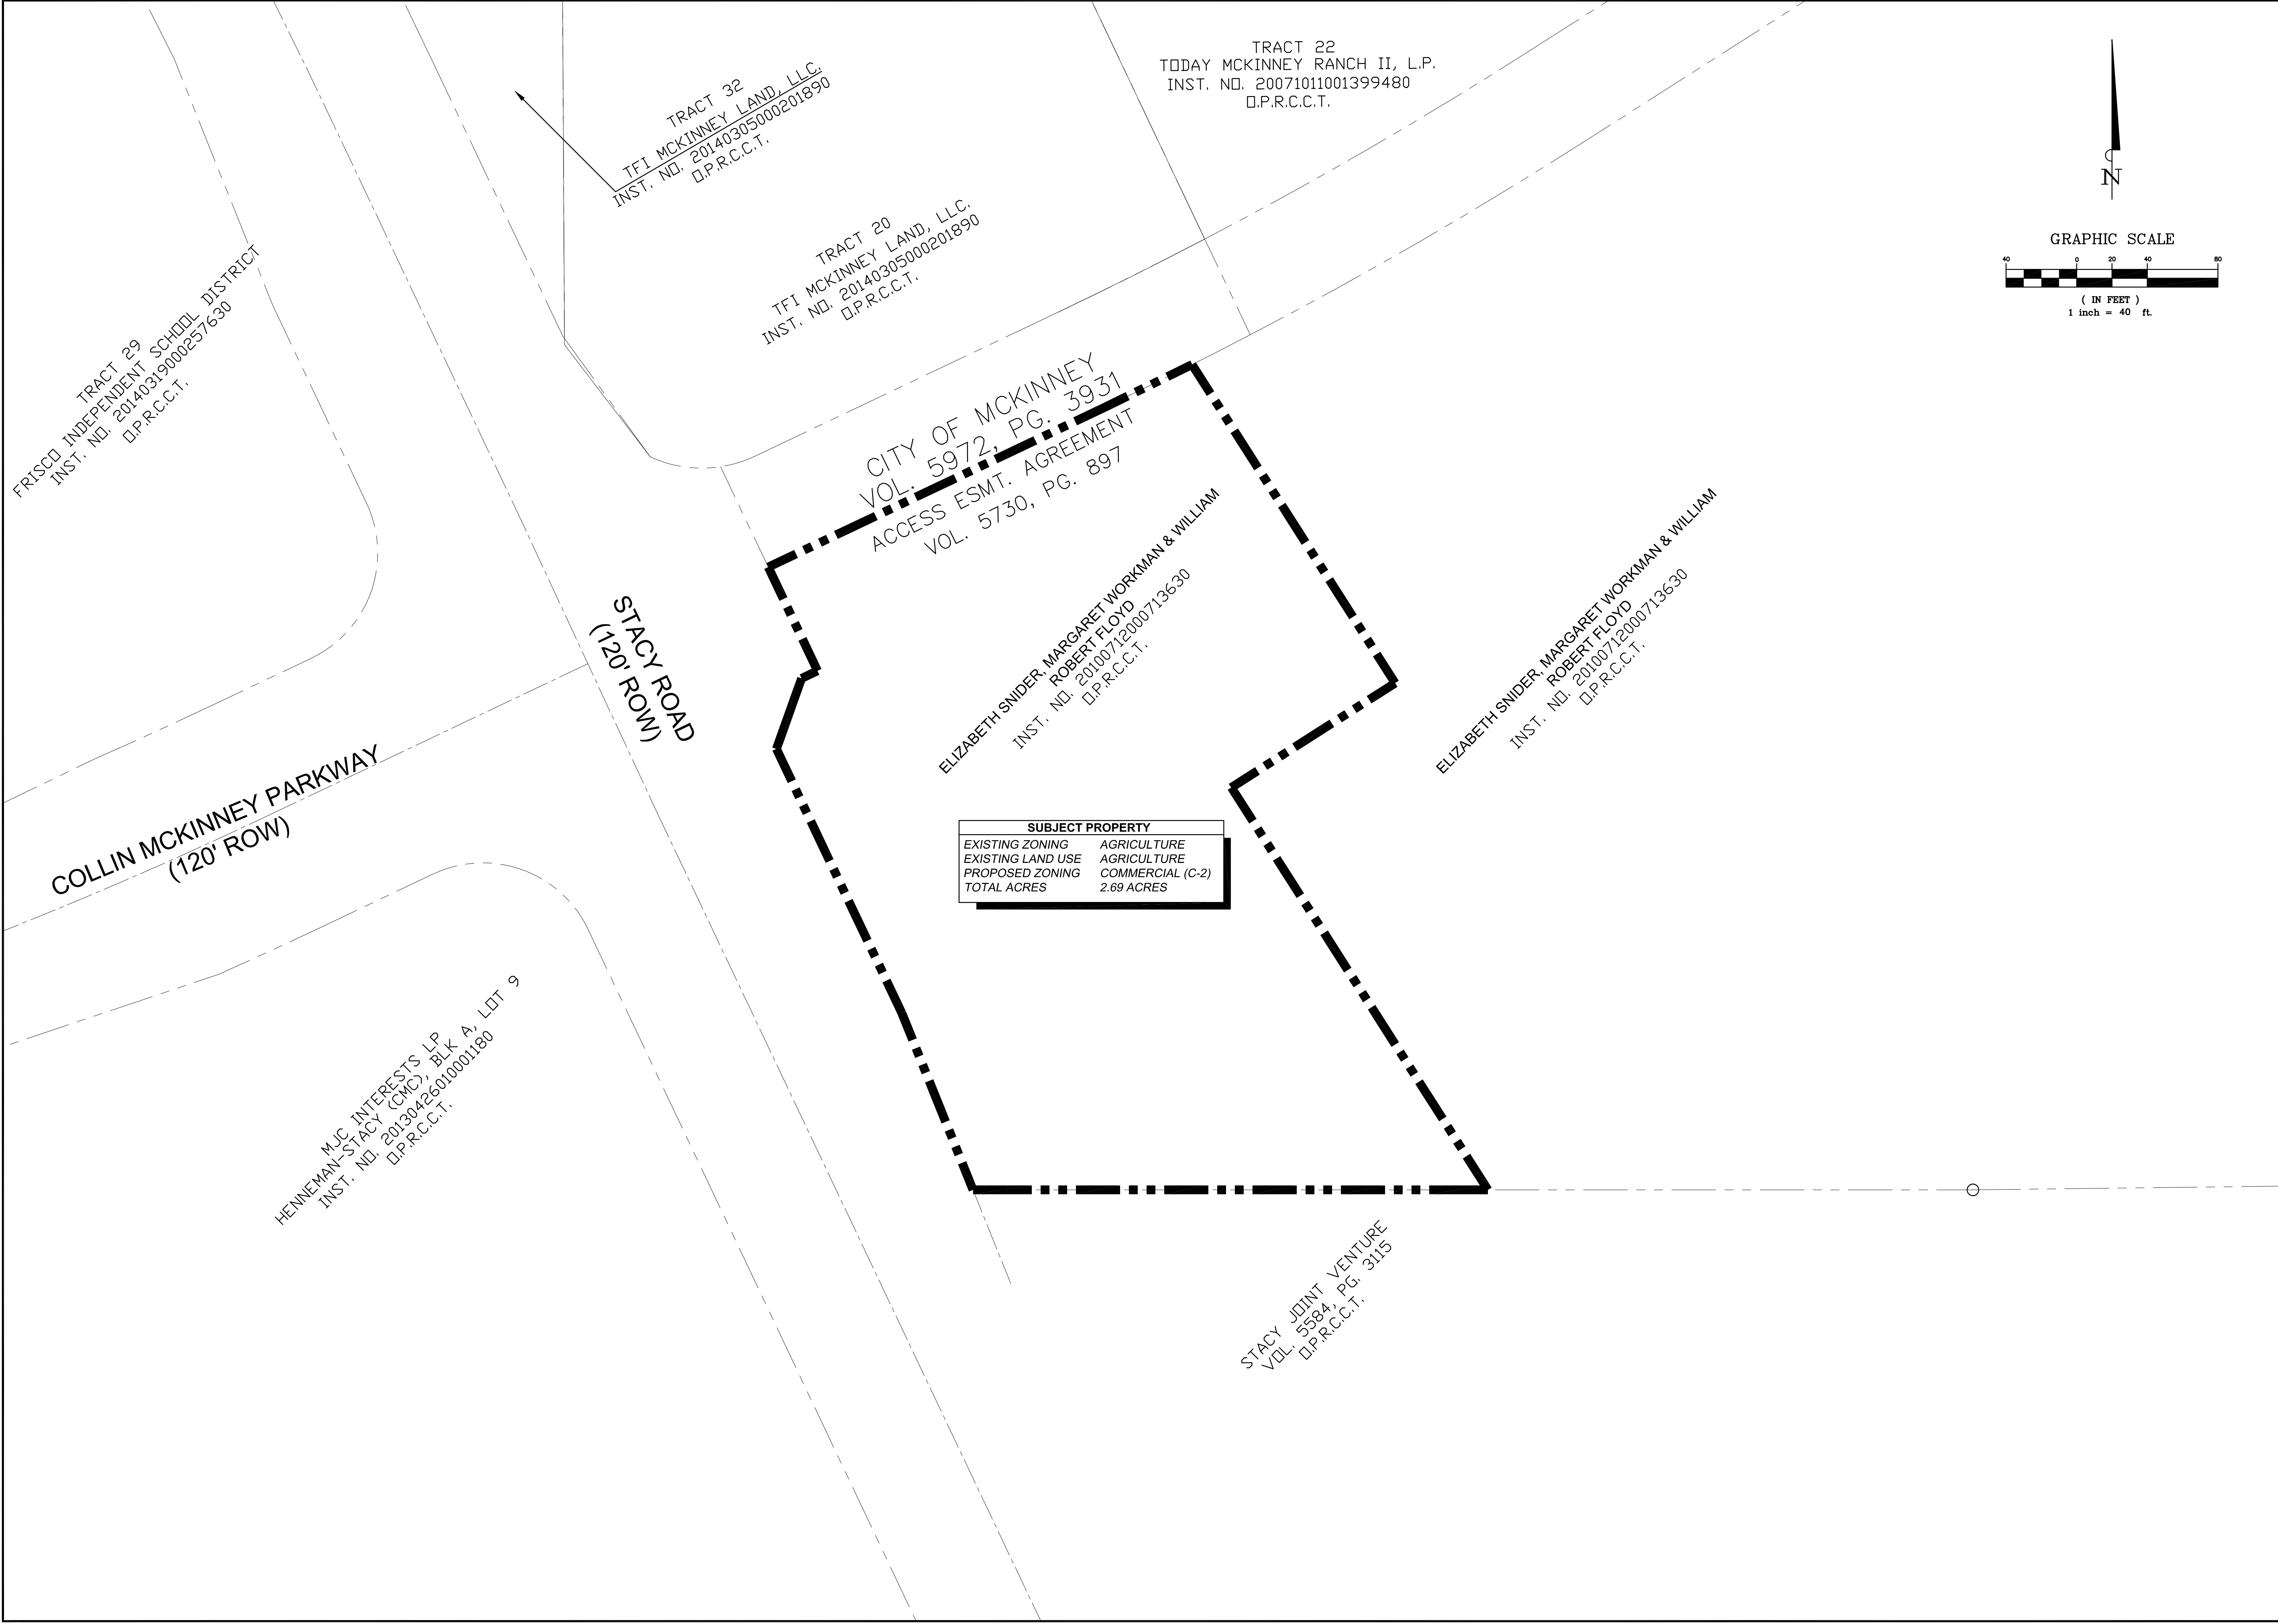 TRACT 22
TODAY MCKINNEY RANCH II, L.P.
INST. NO. 20071011001399480
O.P.R.C.C.T.
TRACT 32
TFI MCKINNEY LAND, LLC.
INST. NO. 20140305000201890
O.P.R.C.C.T.
N
GRAPHIC SCALE
40 0 20 40 80
( IN FEET )
1 inch = 40 ft.
TRACT 20
TFI MCKINNEY LAND, LLC.
INST. NO. 20140305000201890
O.P.R.C.C.T.
TRACT 29
FRISCO INDEPENDENT SCHOOL DISTRICT
INST. NO. 20140319000257630
O.P.R.C.C.T.
CITY OF MCKINNEY
VOL. 5972, PG. 3931
ACCESS ESMT. AGREEMENT
VOL. 5730, PG. 897
ELIZABETH SNIDER, MARGARET WORKMAN & WILLIAM
ROBERT FLOYD
INST. NO. 20100712000713630
O.P.R.C.C.T.
ELIZABETH SNIDER, MARGARET WORKMAN & WILLIAM
ROBERT FLOYD
INST. NO. 20100712000713630
O.P.R.C.C.T.
STACY ROAD
(120' ROW)
COLLIN MCKINNEY PARKWAY
(120' ROW)
SUBJECT PROPERTY
EXISTING ZONING AGRICULTURE
EXISTING LAND USE AGRICULTURE
PROPOSED ZONING COMMERCIAL (C-2)
TOTAL ACRES 2.69 ACRES
MJC INTERESTS LP
HENNEMAN-STACY (CMC), BLK A, LOT 9
INST. NO. 20130426010001180
O.P.R.C.C.T.
STACY JOINT VENTURE
VOL. 5584, PG. 3115
O.P.R.C.C.T.